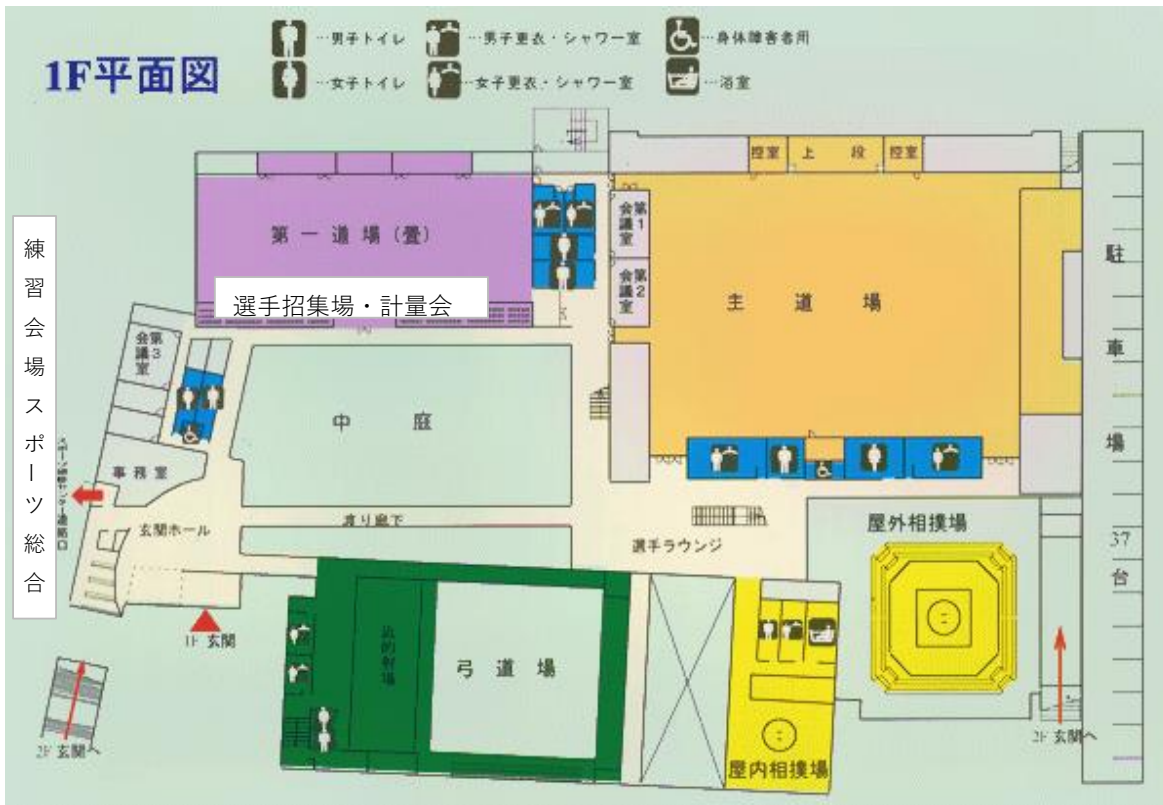 1F平面図
…男子トイレ
…男子更衣・シャワー室
…身体障害者用
…女子トイレ
…女子更衣・シャワー室
…浴室
控室
上段
控室
第一道場(畳)
選手招集場・計量会
第1会議室
第2会議室
主道場
駐車場
37台
練習会場スポーツ総合
第3会議室
中庭
事務室
玄関ホール
渡り廊下
選手ラウンジ
屋外相撲場
1F 玄関
近的射場
弓道場
屋内相撲場
2F 玄関へ
2F 玄関へ